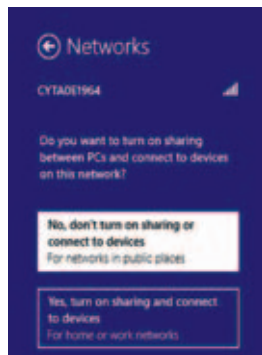 Networks
CYTA0E1964
Do you want to turn on sharing
between PCs and connect to devices
on this network?
No, don't turn on sharing or
connect to devices
For networks in public places
Yes, turn on sharing and connect
to devices
For home or work networks